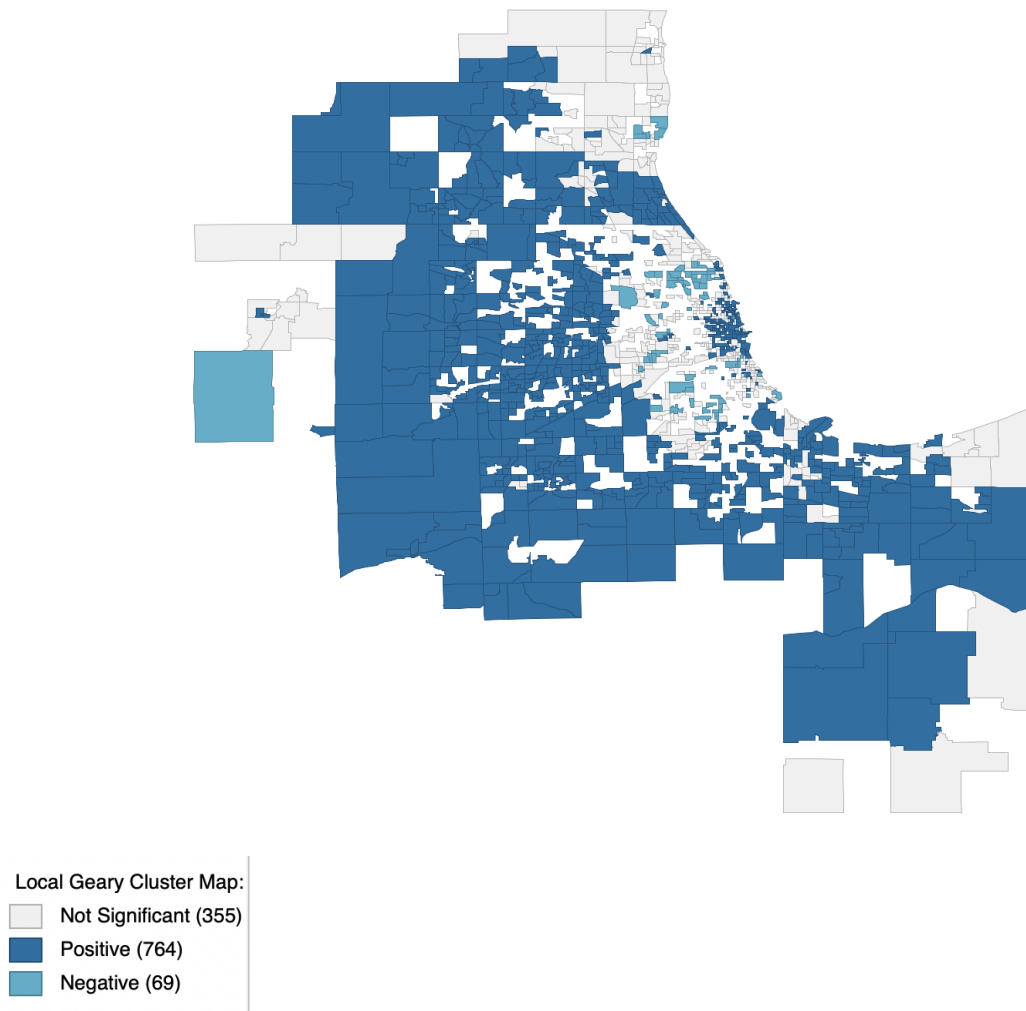 Local Geary Cluster Map:
Not Significant (355)
Positive (764)
Negative (69)